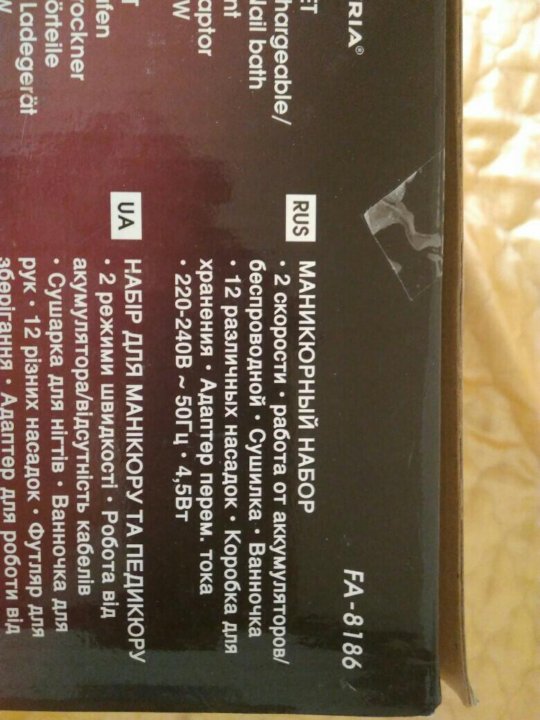 RIA®
ET
chargeable/
Nail bath
nt
aptor
W
rockner
örteile
Ladegerät
RUS
МАНИКЮРНЫЙ НАБОР
• 2 скорости • работа от аккумуляторов/
беспроводной • Сушилка • Ванночка
• 12 различных насадок • Коробка для
хранения • Адаптер перем. тока
• 220-240В ~ 50Гц • 4,5Вт
UA
НАБІР ДЛЯ МАНІКЮРУ ТА ПЕДИКЮРУ
• 2 режими швидкості • Робота від
акумулятора/відсутність кабелів
• Сушарка для нігтів • Ванночка для
рук • 12 різних насадок • Футляр для
зберігання • Адаптер для роботи від
FA-8186